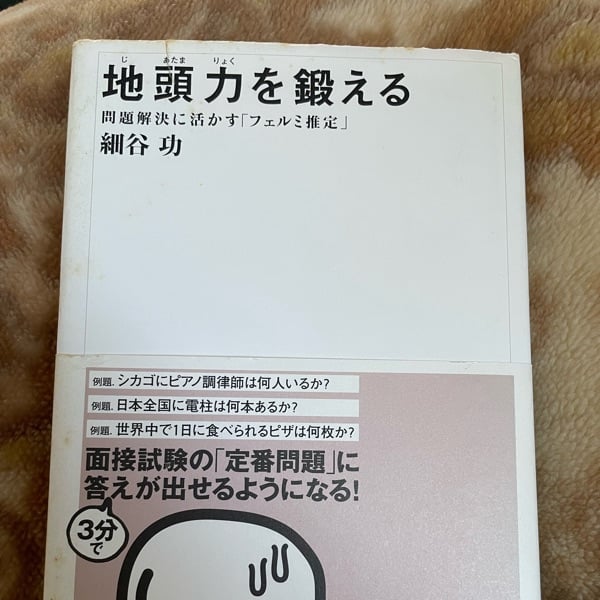 じ あたま りょく
地頭力を鍛える
問題解決に活かす「フェルミ推定」
細谷 功
例題. シカゴにピアノ調律師は何人いるか?
例題. 日本全国に電柱は何本あるか?
例題. 世界中で1日に食べられるピザは何枚か?
面接試験の「定番問題」に
答えが出せるようになる!
3分で